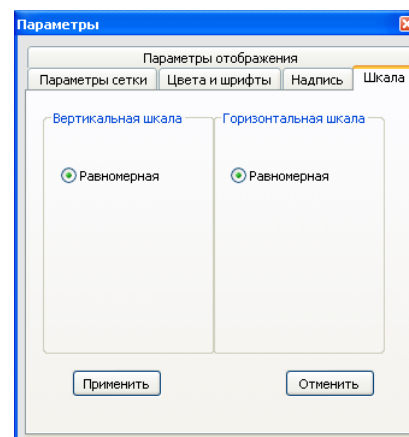 Параметры
Параметры отображения
Параметры сетки Цвета и шрифты Надпись Шкала
Вертикальная шкала Горизонтальная шкала
Равномерная Равномерная
Применить Отменить